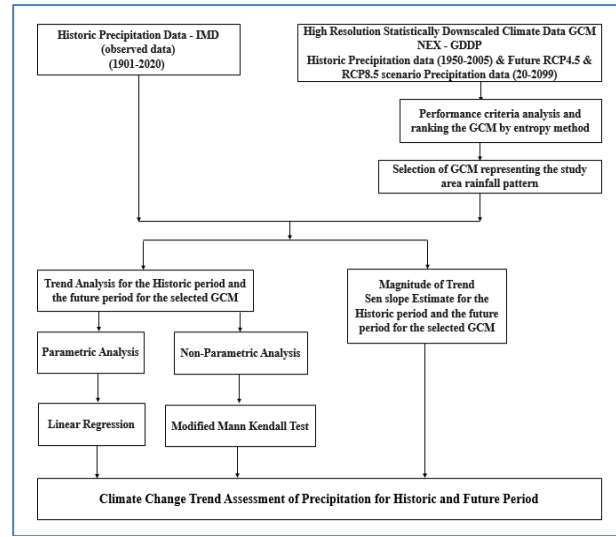 Historic Precipitation Data - IMD
(observed data)
(1901-2020)
High Resolution Statistically Downscaled Climate Data GCM
NEX - GDDP
Historic Precipitation data (1950-2005) & Future RCP4.5 &
RCP8.5 scenario Precipitation data (20-2099)
Performance criteria analysis and
ranking the GCM by entropy method
Selection of GCM representing the study
area rainfall pattern
Trend Analysis for the Historic period and
the future period for the selected GCM
Magnitude of Trend
Sen slope Estimate for the
Historic period and the future
period for the selected GCM
Parametric Analysis
Non-Parametric Analysis
Linear Regression
Modified Mann Kendall Test
Climate Change Trend Assessment of Precipitation for Historic and Future Period